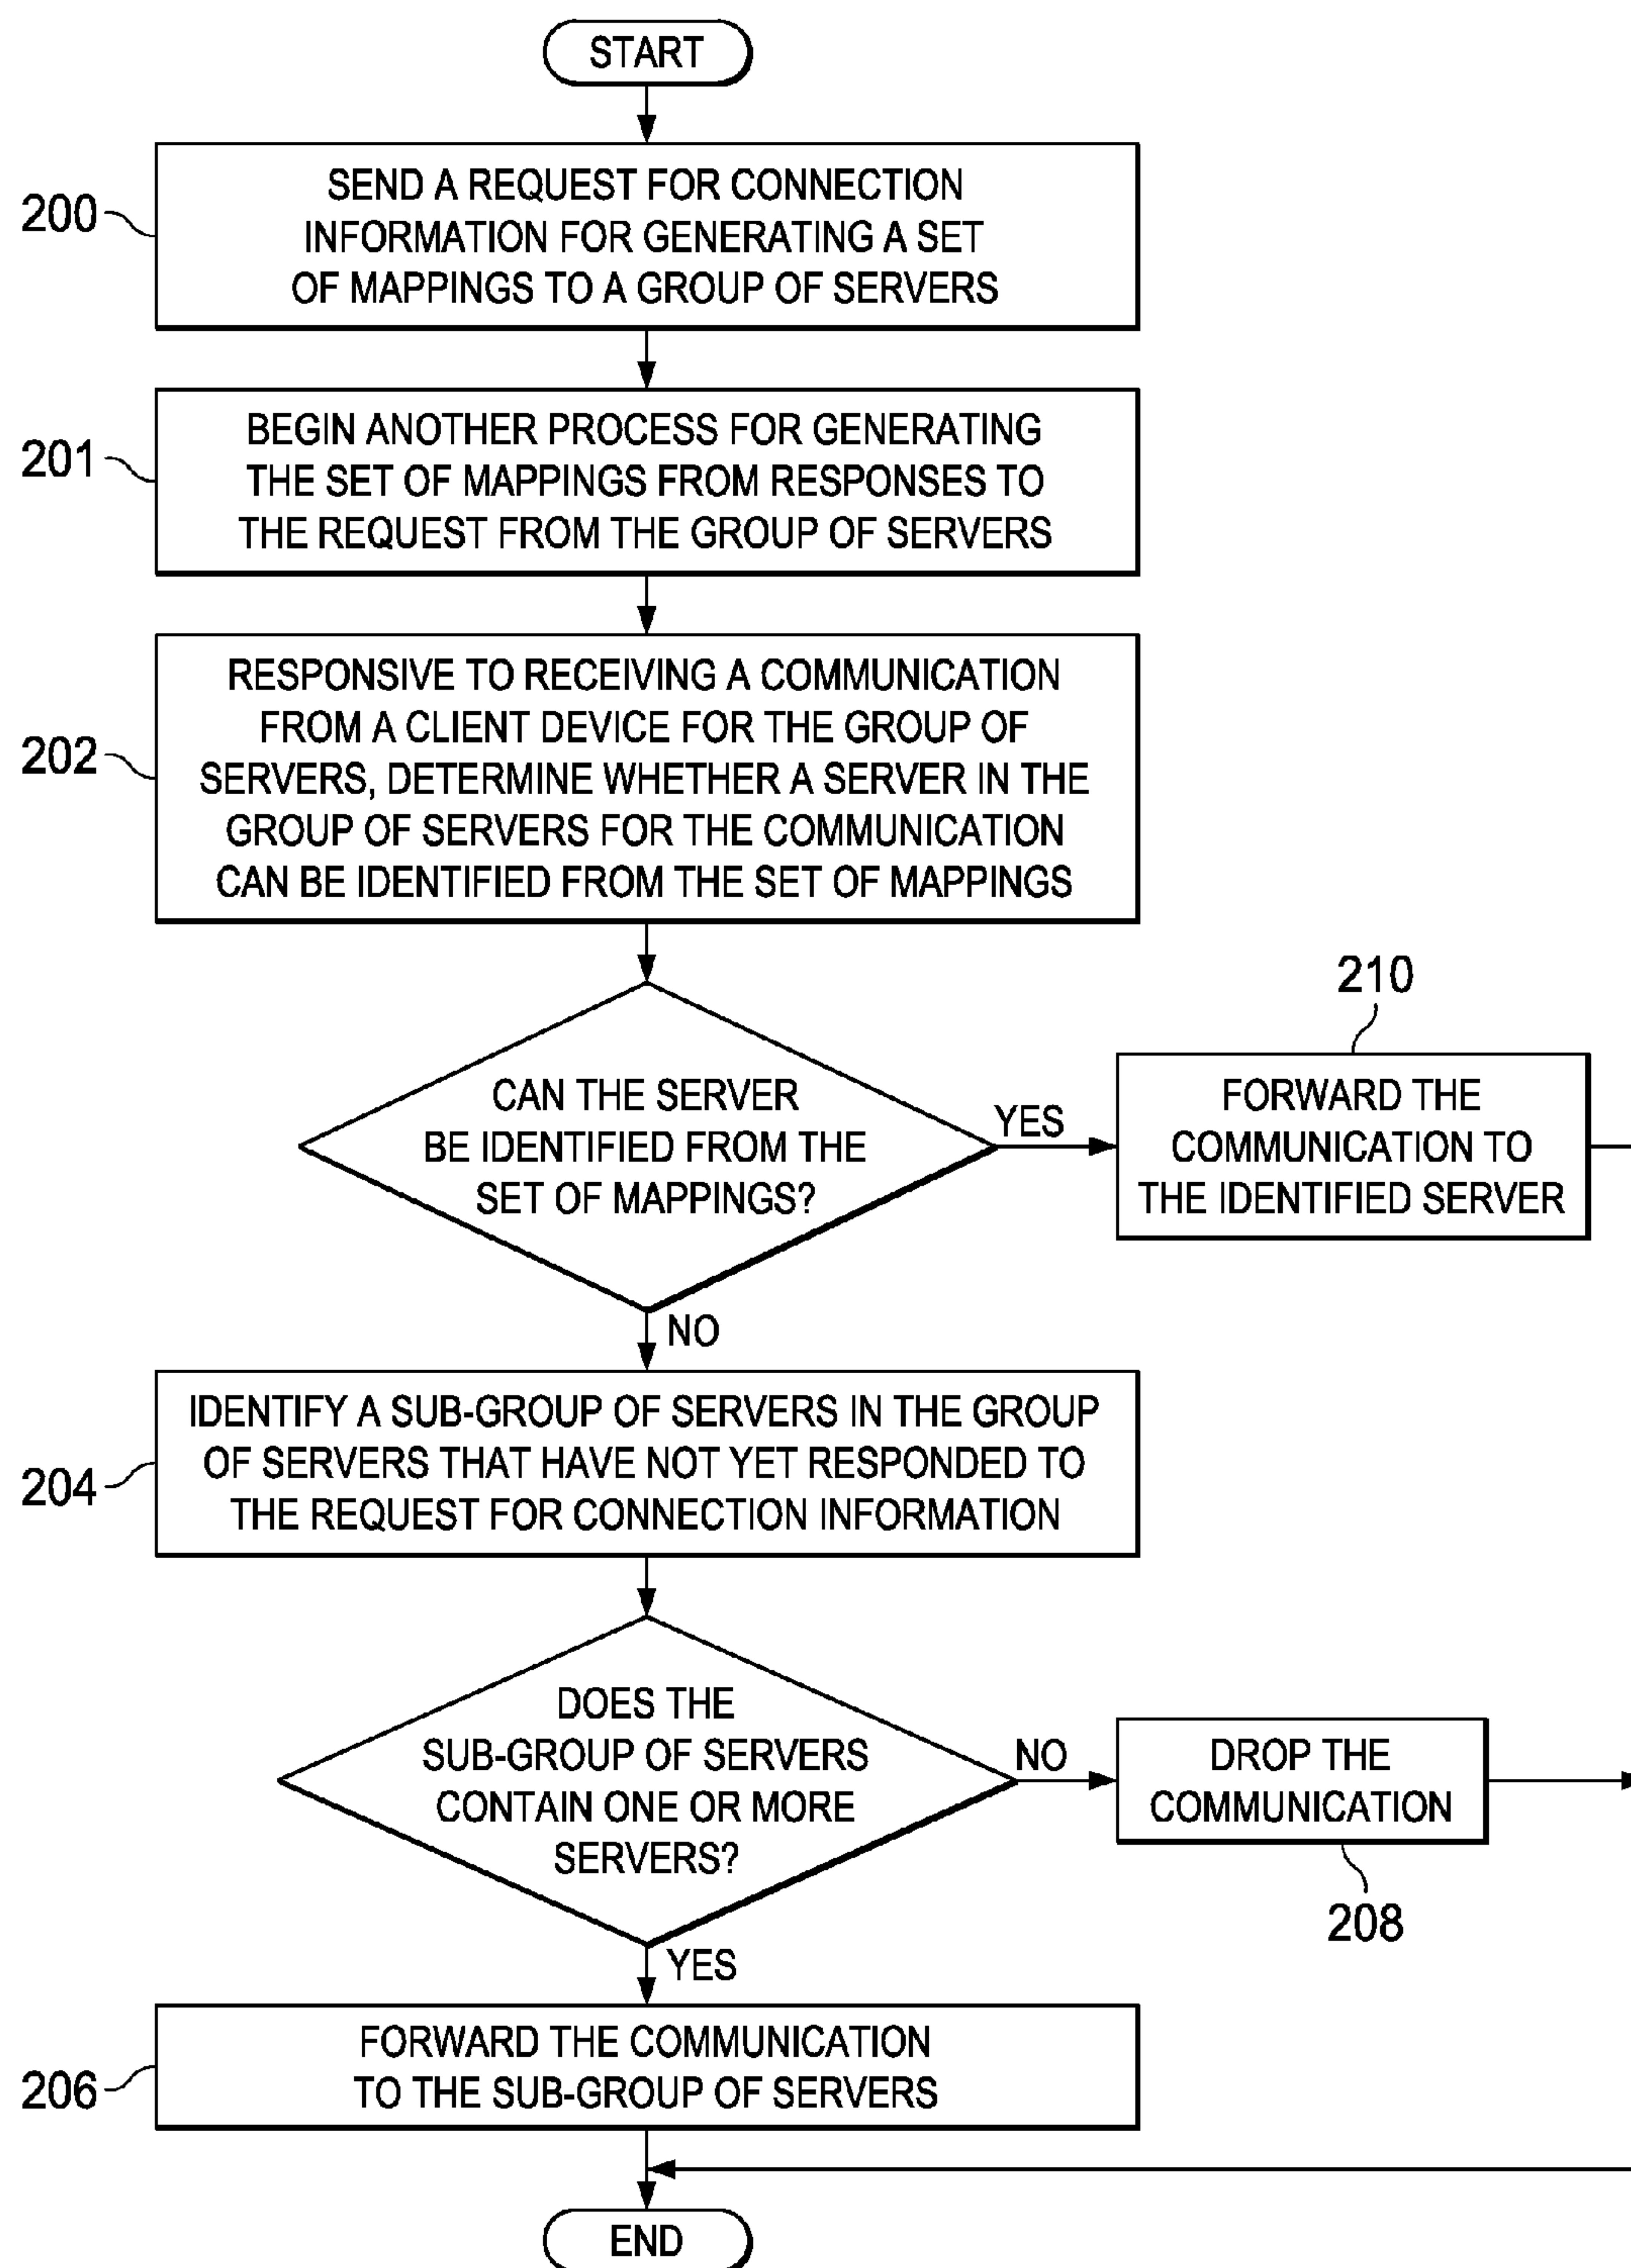 START
200
SEND A REQUEST FOR CONNECTION
INFORMATION FOR GENERATING A SET
OF MAPPINGS TO A GROUP OF SERVERS
201
BEGIN ANOTHER PROCESS FOR GENERATING
THE SET OF MAPPINGS FROM RESPONSES TO
THE REQUEST FROM THE GROUP OF SERVERS
202
RESPONSIVE TO RECEIVING A COMMUNICATION
FROM A CLIENT DEVICE FOR THE GROUP OF
SERVERS, DETERMINE WHETHER A SERVER IN THE
GROUP OF SERVERS FOR THE COMMUNICATION
CAN BE IDENTIFIED FROM THE SET OF MAPPINGS
CAN THE SERVER
BE IDENTIFIED FROM THE
SET OF MAPPINGS?
YES
210
FORWARD THE
COMMUNICATION TO
THE IDENTIFIED SERVER
NO
204
IDENTIFY A SUB-GROUP OF SERVERS IN THE GROUP
OF SERVERS THAT HAVE NOT YET RESPONDED TO
THE REQUEST FOR CONNECTION INFORMATION
DOES THE
SUB-GROUP OF SERVERS
CONTAIN ONE OR MORE
SERVERS?
NO
DROP THE
COMMUNICATION
208
YES
206
FORWARD THE COMMUNICATION
TO THE SUB-GROUP OF SERVERS
END